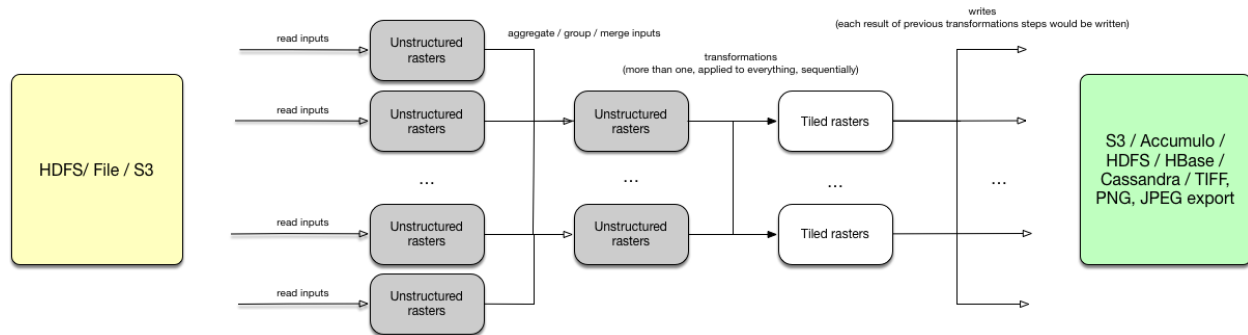 writes
(each result of previous transformations steps would be written)
read inputs
Unstructured
rasters
aggregate / group / merge inputs
transformations
(more than one, applied to everything, sequentially)
read inputs
Unstructured
rasters
Unstructured
rasters
Tiled rasters
HDFS/ File / S3
S3 / Accumulo /
HDFS / HBase /
Cassandra / TIFF,
PNG, JPEG export
...
...
...
...
read inputs
Unstructured
rasters
Unstructured
rasters
Tiled rasters
read inputs
Unstructured
rasters